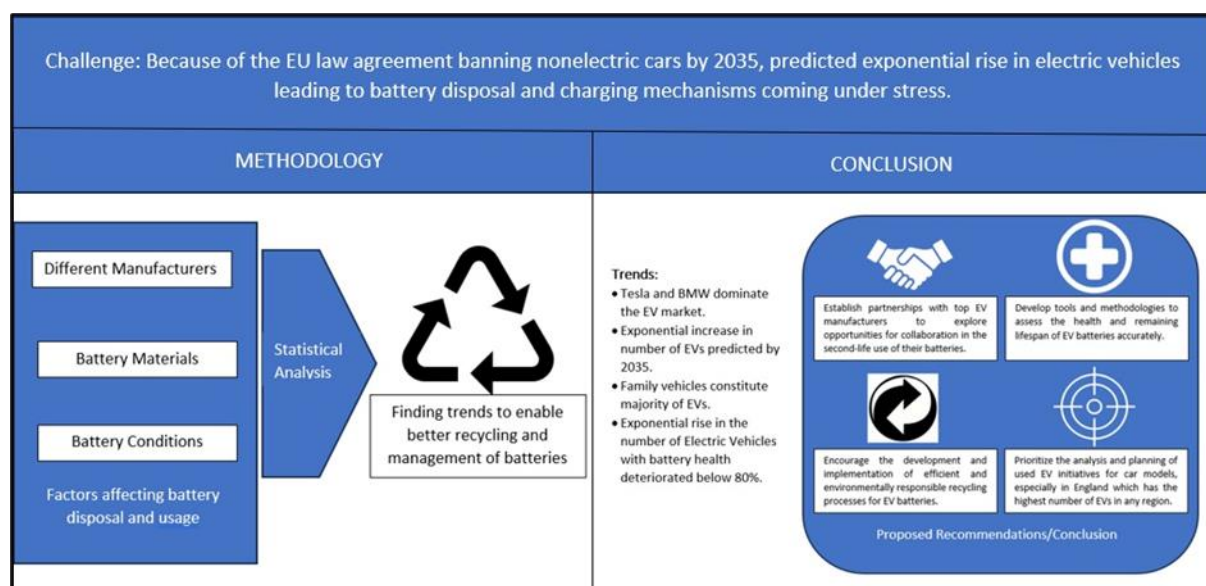 Challenge: Because of the EU law agreement banning nonelectric cars by 2035, predicted exponential rise in electric vehicles
leading to battery disposal and charging mechanisms coming under stress.
METHODOLOGY
Different Manufacturers
Battery Materials
Battery Conditions
Factors affecting battery
disposal and usage
Statistical
Analysis
Finding trends to enable
better recycling and
management of batteries
CONCLUSION
Trends:
• Tesla and BMW dominate
the EV market.
• Exponential increase in
number of EVs predicted by
2035.
• Family vehicles constitute
majority of EVs.
• Exponential rise in the
number of Electric Vehicles
with battery health
deteriorated below 80%.
Establish partnerships with top EV
manufacturers to explore
opportunities for collaboration in the
second-life use of their batteries.
Develop tools and methodologies to
assess the health and remaining
lifespan of EV batteries accurately.
Encourage the development and
implementation of efficient and
environmentally responsible recycling
processes for EV batteries.
Prioritize the analysis and planning of
used EV initiatives for car models,
especially in England which has the
highest number of EVs in any region.
Proposed Recommendations/Conclusion